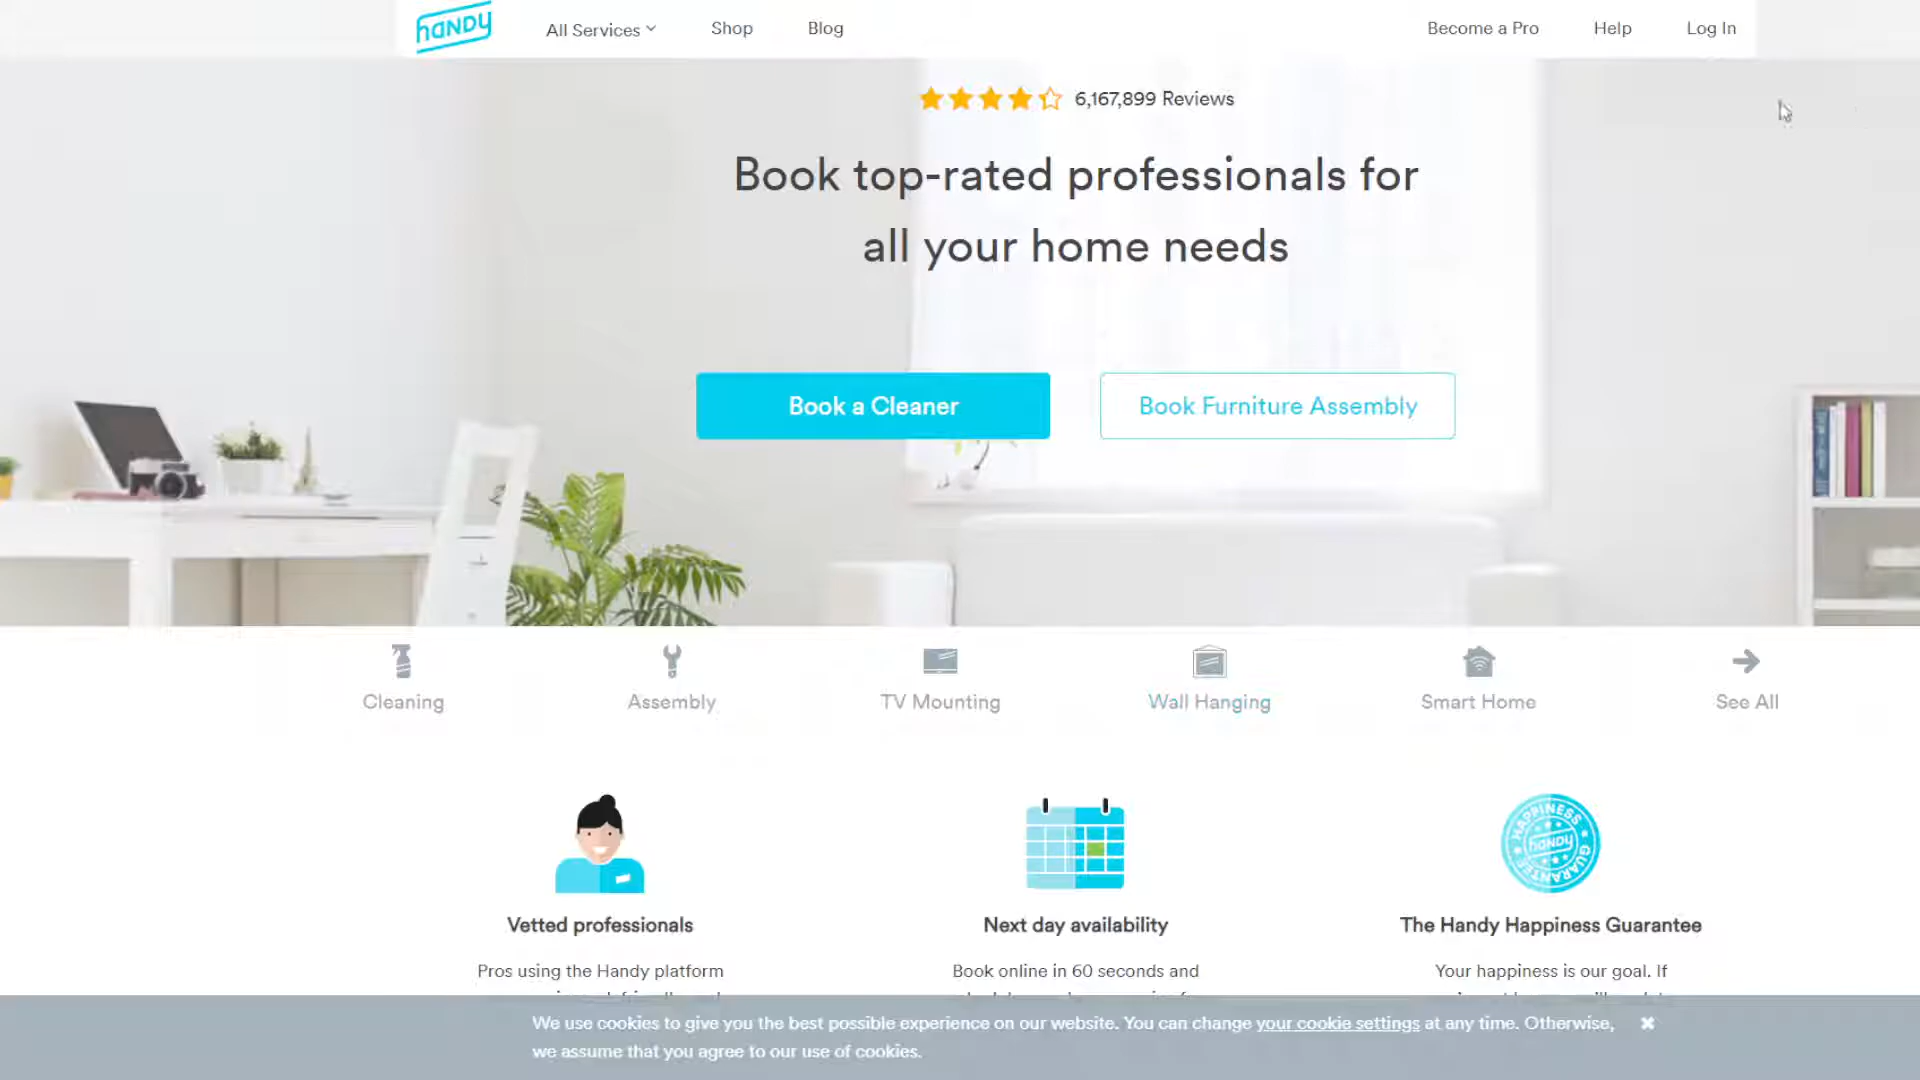 handy
All Services
Shop
Blog
Become a Pro
Help
Log In
6,167,899 Reviews
Book top-rated professionals for
all your home needs
Book a Cleaner
Book Furniture Assembly
Cleaning
Assembly
TV Mounting
Wall Hanging
Smart Home
See All
HAPPINESS
handy
GUARANTEE
Vetted professionals
Next day availability
The Handy Happiness Guarantee
Pros using the Handy platform
Book online in 60 seconds and
Your happiness is our goal. If
We use cookies to give you the best possible experience on our website. You can change your cookie settings at any time. Otherwise,
we assume that you agree to our use of cookies.